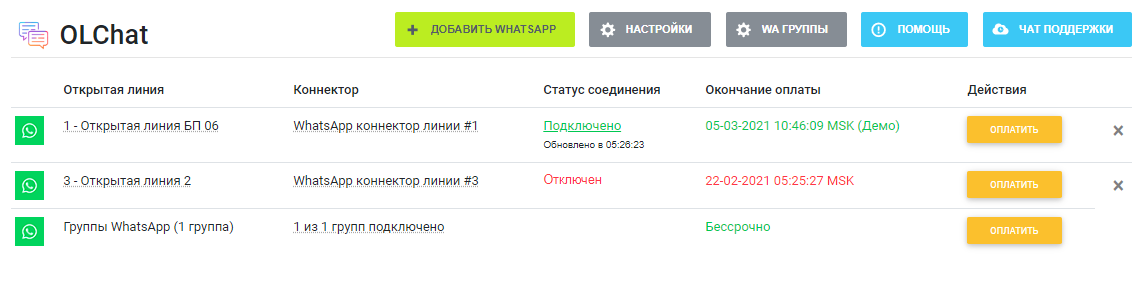 OLChat
ДОБАВИТЬ WHATSAPP
НАСТРОЙКИ
WA ГРУППЫ
ПОМОЩЬ
ЧАТ ПОДДЕРЖКИ
Открытая линия Коннектор Статус соединения Окончание оплаты Действия
1 - Открытая линия БП 06 WhatsApp коннектор линии #1 Подключено 05-03-2021 10:46:09 MSK (Демо) ОПЛАТИТЬ
Обновлено в 05:26:23
3 - Открытая линия 2 WhatsApp коннектор линии #3 Отключен 22-02-2021 05:25:27 MSK ОПЛАТИТЬ
Группы WhatsApp (1 группа) 1 из 1 групп подключено Бессрочно ОПЛАТИТЬ